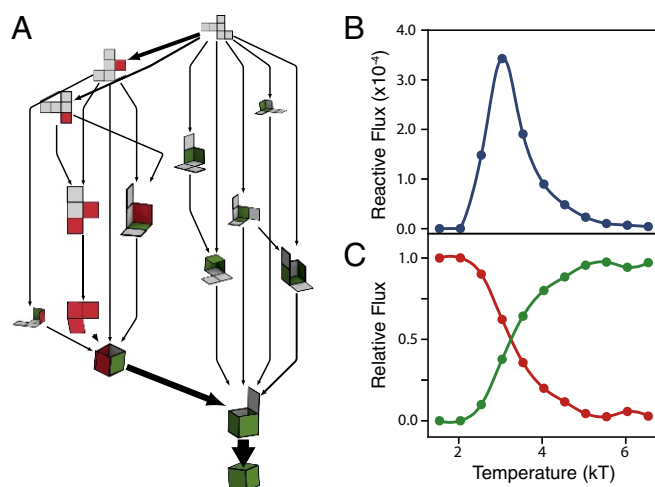 A
B
Reactive Flux (x10-4)
4.0
3.0
2.0
1.0
0.0
C
Relative Flux
1.0
0.5
0.0
2
4
6
Temperature (kT)